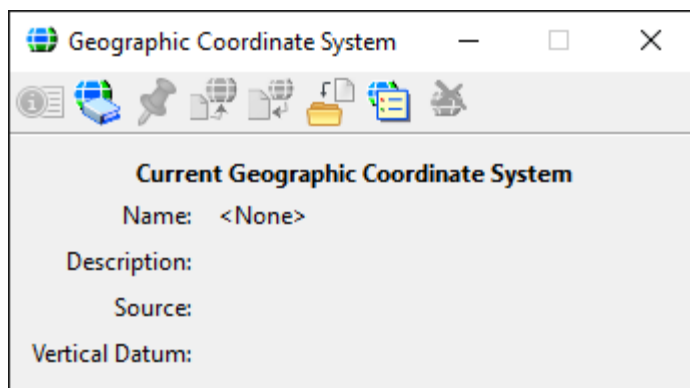 Geographic Coordinate System
Current Geographic Coordinate System
Name: <None>
Description:
Source:
Vertical Datum: